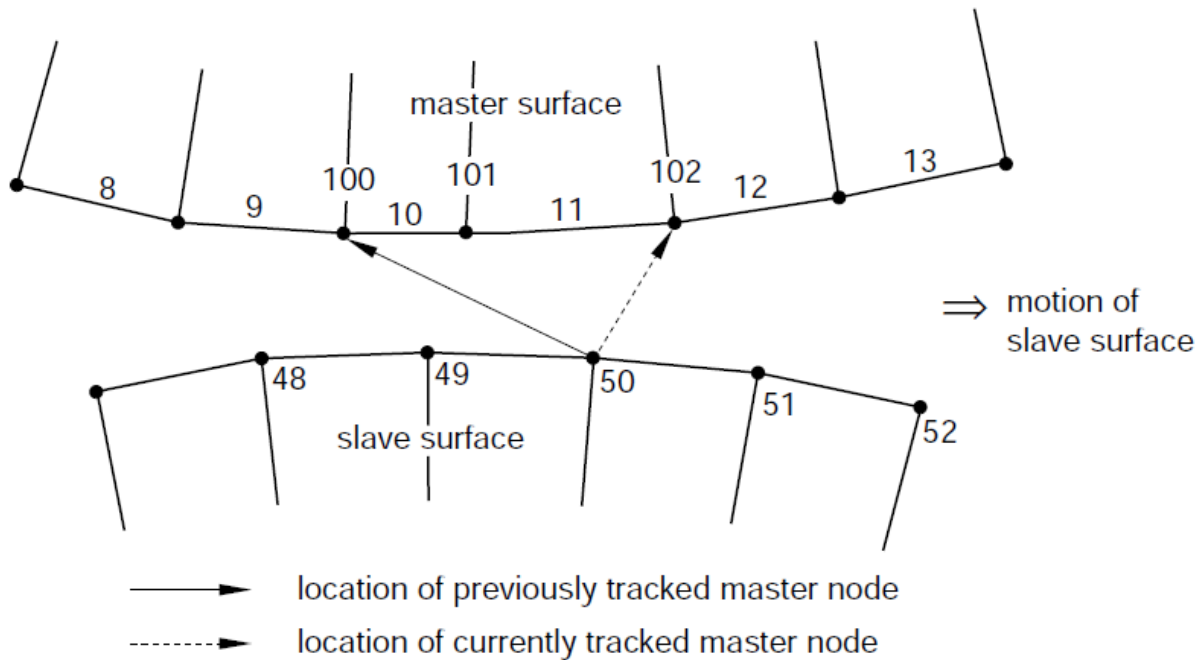 master surface
8
9
100
10
101
11
102
12
13
⇒ motion of
slave surface
48
49
50
51
52
slave surface
location of previously tracked master node
location of currently tracked master node